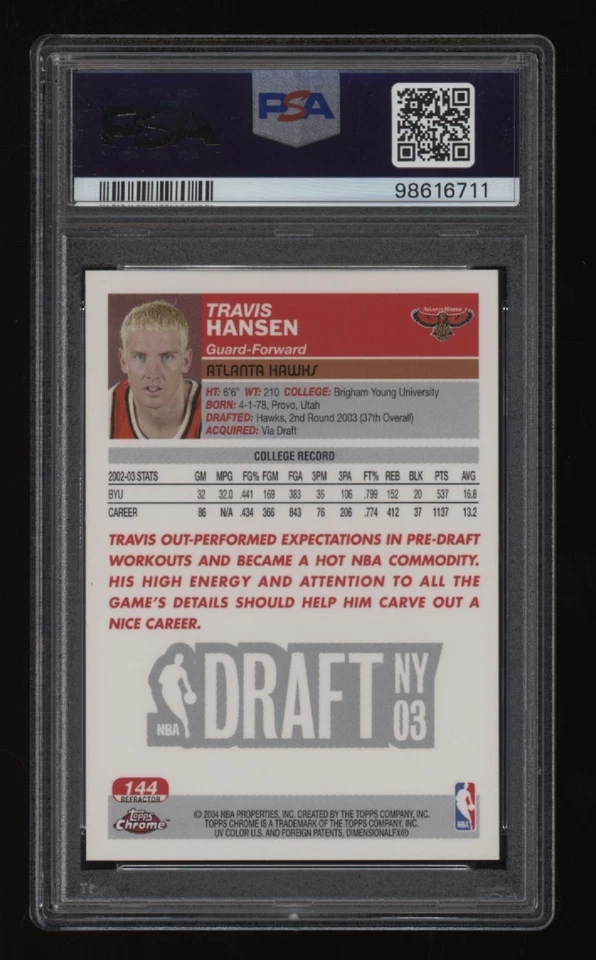 PSA
PSA
98616711
TRAVIS
HANSEN
ATLANTA HAWKS
Guard-Forward
ATLANTA HAWKS
HT: 6'6" WT: 210 COLLEGE: Brigham Young University
BORN: 4-1-78, Provo, Utah
DRAFTED: Hawks, 2nd Round 2003 (37th Overall)
ACQUIRED: Via Draft
COLLEGE RECORD
2002-03 STATS GM MPG FG% FGM FGA 3PM 3PA FT% REB BLK PTS AVG
BYU 32 32.0 .441 169 383 36 106 .799 152 20 537 16.8
CAREER 86 N/A .434 366 843 76 206 .774 412 37 1137 13.2
TRAVIS OUT-PERFORMED EXPECTATIONS IN PRE-DRAFT
WORKOUTS AND BECAME A HOT NBA COMMODITY.
HIS HIGH ENERGY AND ATTENTION TO ALL THE
GAME'S DETAILS SHOULD HELP HIM CARVE OUT A
NICE CAREER.
NBA DRAFT NY 03
144
REFRACTOR
TOPPS
Chrome
© 2004 NBA PROPERTIES, INC. CREATED BY THE TOPPS COMPANY, INC.
TOPPS CHROME IS A TRADEMARK OF THE TOPPS COMPANY, INC.
UV COLOR U.S. AND FOREIGN PATENTS, DIMENSIONALFX®
NBA